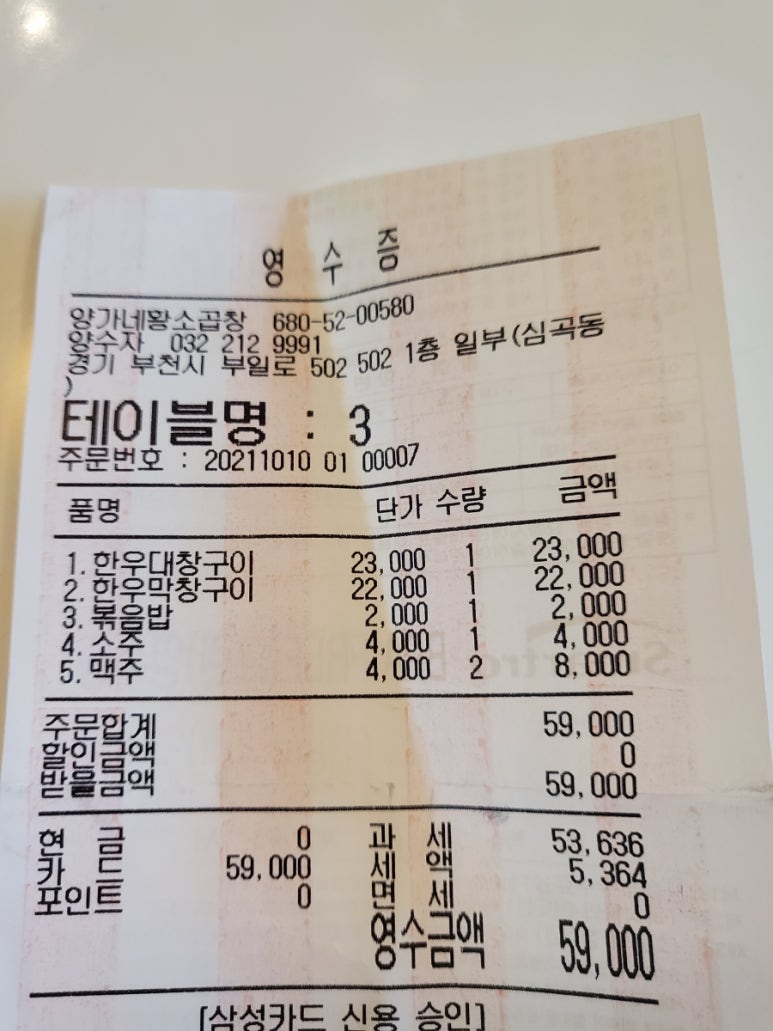 영 수 증
양가네황소곱창 680-52-00580
양수자 032 212 9991
경기 부천시 부일로 502 502 1층 일부(심곡동
)
테이블명 : 3
주문번호 : 20211010 01 00007
품명 단가 수량 금액
1. 한우대창구이 23,000 1 23,000
2. 한우막창구이 22,000 1 22,000
3. 볶음밥 2,000 1 2,000
4. 소주 4,000 1 4,000
5. 맥주 4,000 2 8,000
주문합계 59,000
할인금액 0
받을금액 59,000
현 금 0 과 세 53,636
카 드 59,000 세 액 5,364
포인트 0 면 세 0
영수금액 59,000
[삼성카드 신용 승인]